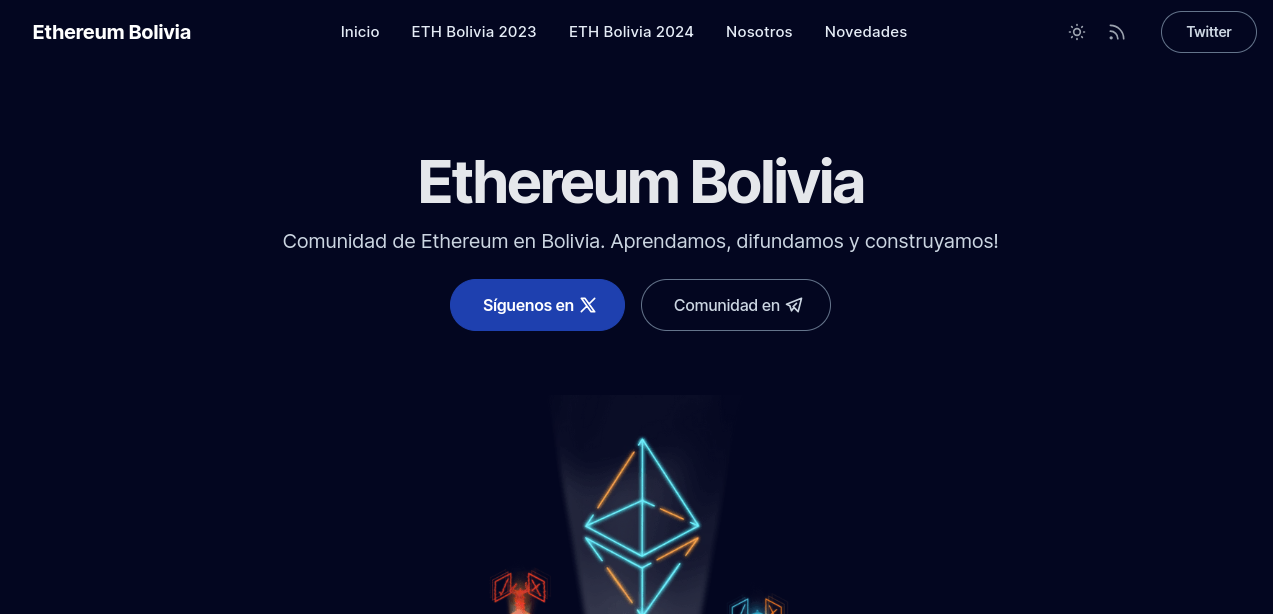 Ethereum Bolivia
Inicio
ETH Bolivia 2023
ETH Bolivia 2024
Nosotros
Novedades
Twitter
Ethereum Bolivia
Comunidad de Ethereum en Bolivia. Aprendamos, difundamos y construyamos!
Síguenos en
Comunidad en